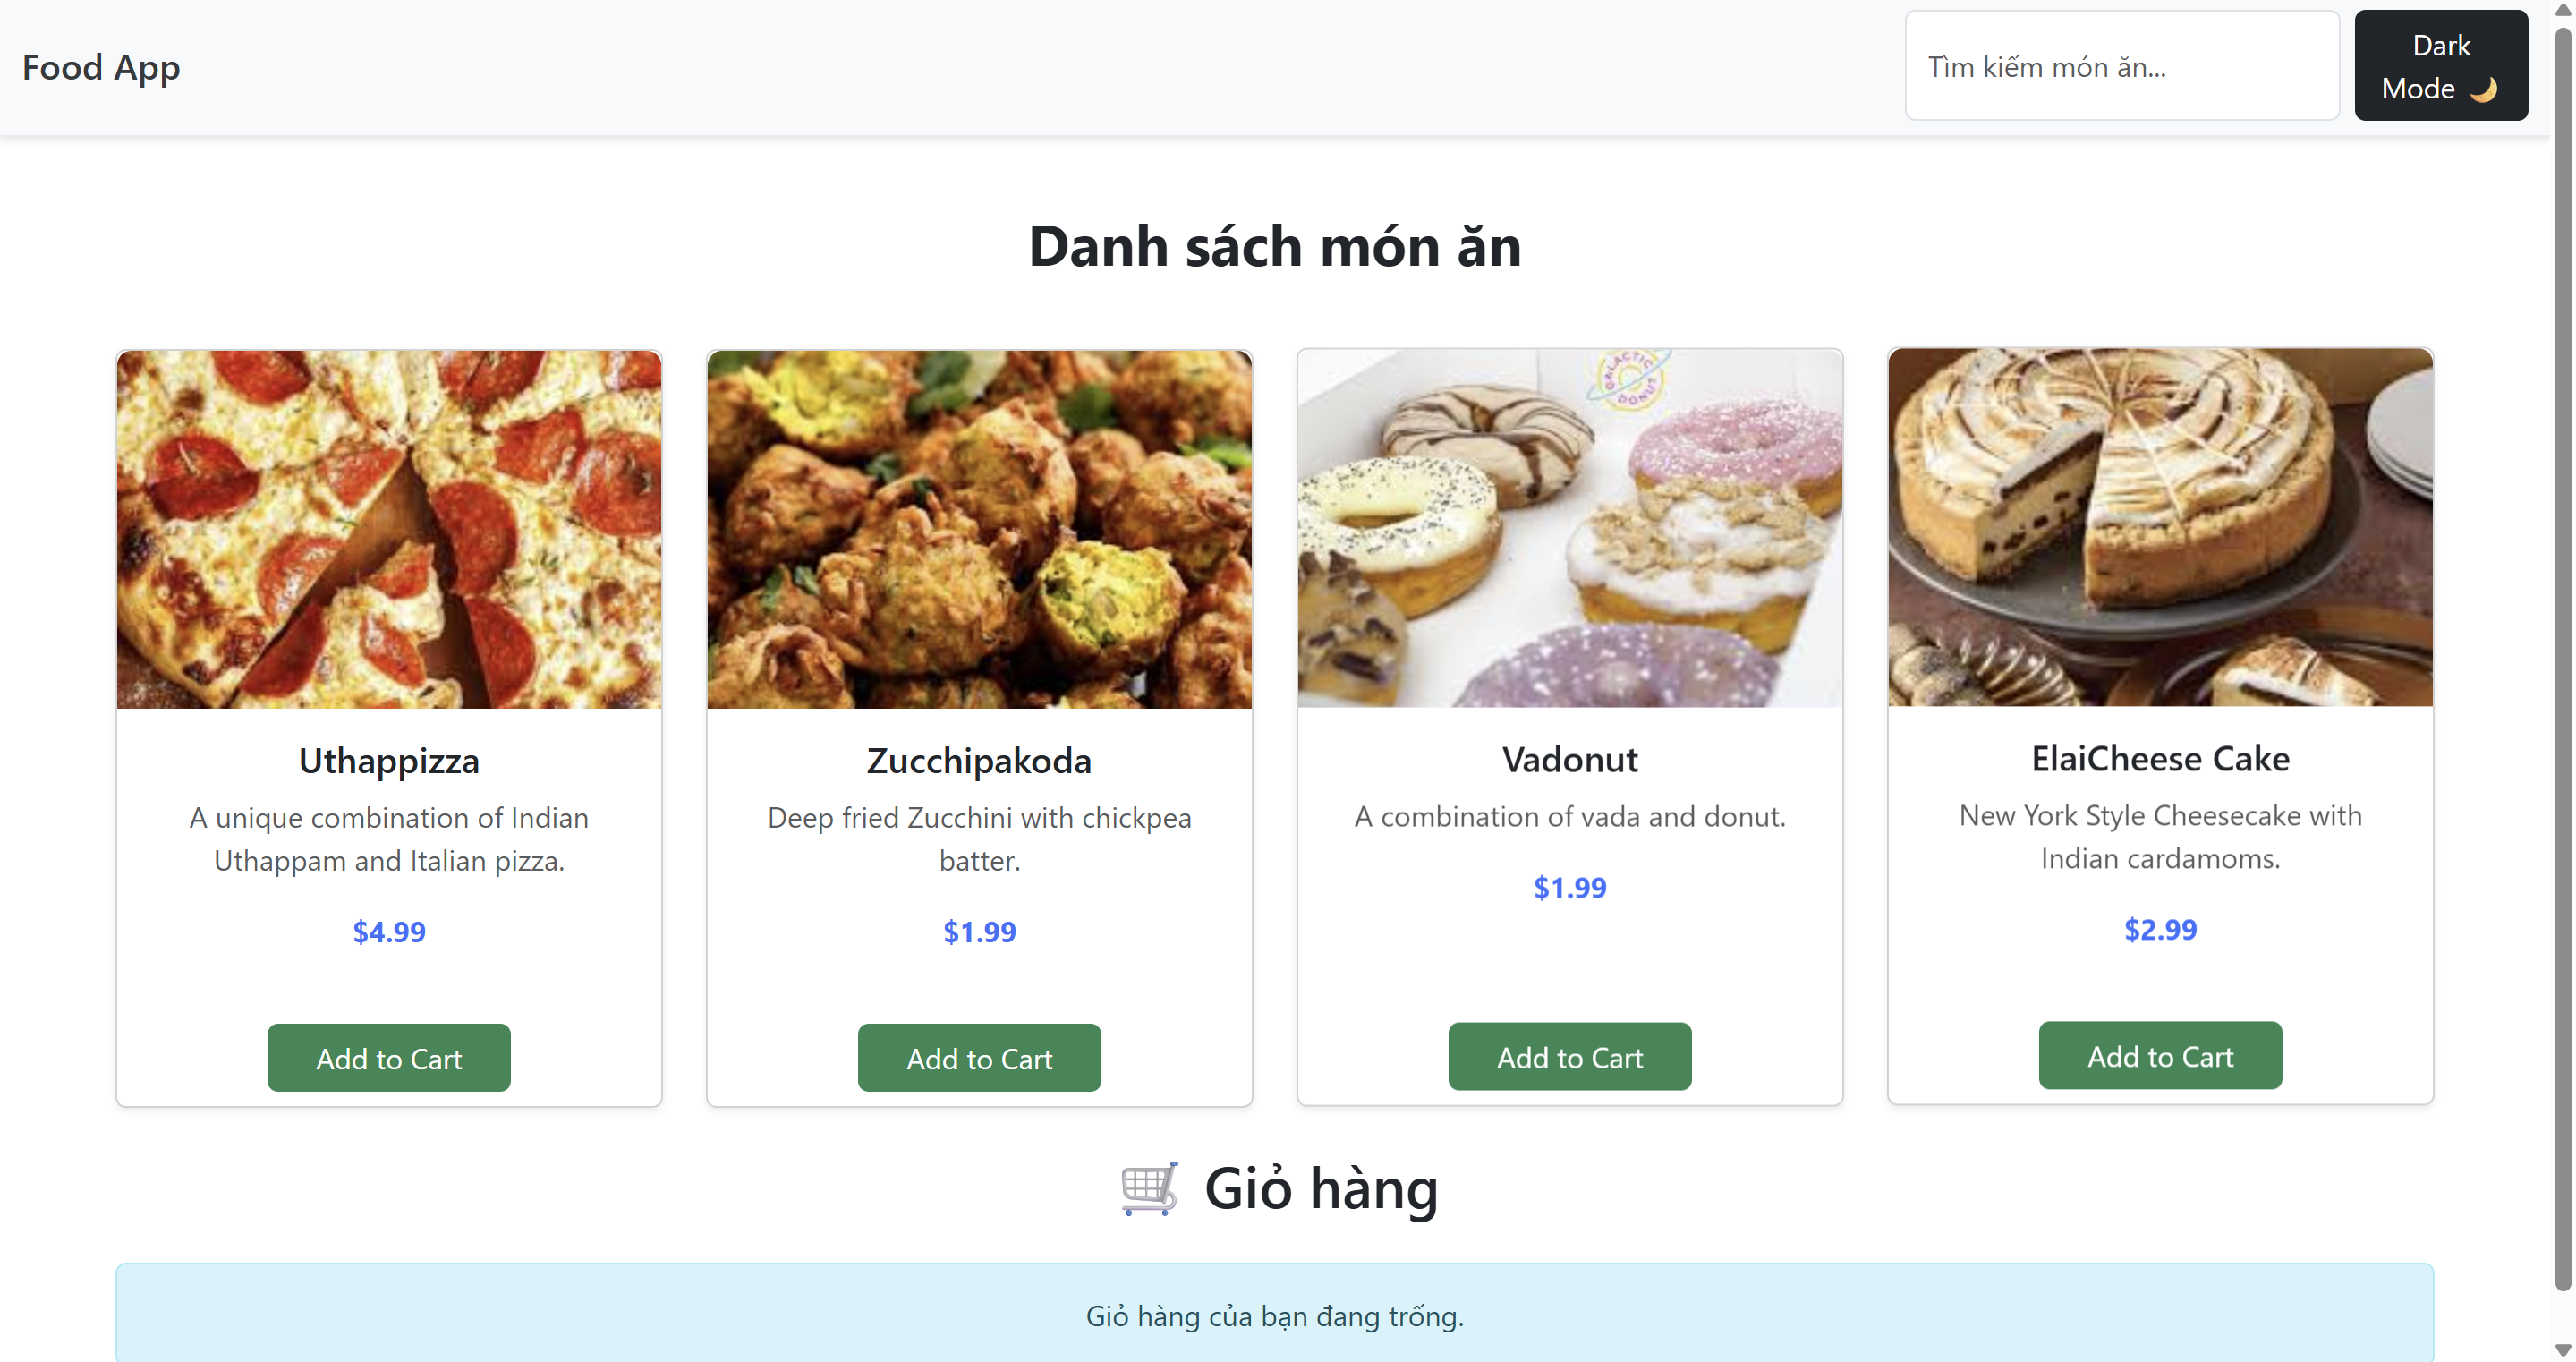 Food App
Tìm kiếm món ăn...
Dark
Mode 🌙
Danh sách món ăn
GALACTIC
DONUT
Uthappizza
A unique combination of Indian
Uthappam and Italian pizza.
$4.99
Add to Cart
Zucchipakoda
Deep fried Zucchini with chickpea
batter.
$1.99
Add to Cart
Vadonut
A combination of vada and donut.
$1.99
Add to Cart
ElaiCheese Cake
New York Style Cheesecake with
Indian cardamoms.
$2.99
Add to Cart
🛒 Giỏ hàng
Giỏ hàng của bạn đang trống.